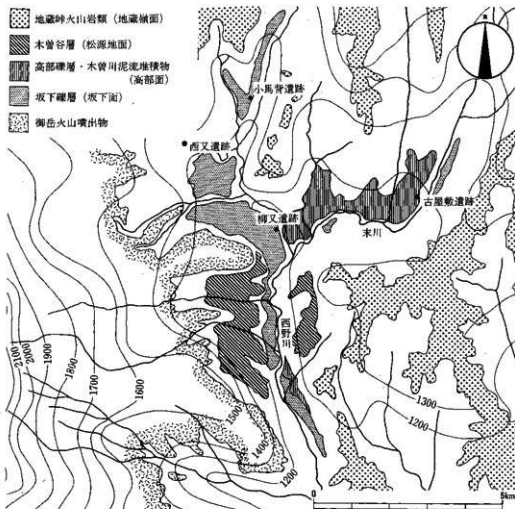 地蔵峠火山岩類（地蔵嶺面）
木曽谷層（松源地面）
高部礫層・木曽川泥流堆積物
（高部面）
坂下礫層（坂下面）
御岳火山噴出物
N
小馬背遺跡
西又遺跡
柳又遺跡
古屋敷遺跡
末川
西野川
2100
2000
1900
1800
1700
1600
1500
1400
1300
1200
1200
1300
0
5km